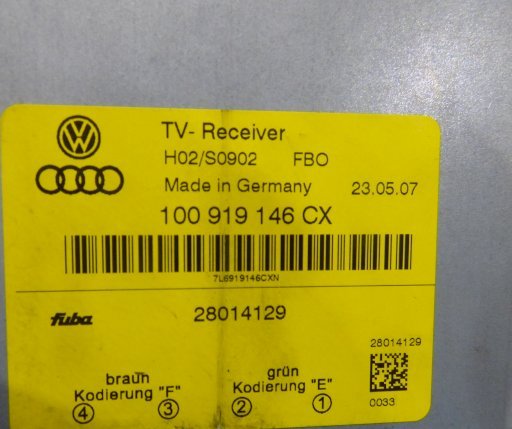 TV- Receiver
H02/S0902 FBO
Made in Germany 23.05.07
100 919 146 CX
7L6919146CXN
fuba 28014129
28014129
braun grün
Kodierung "F" Kodierung "E"
4 3 2 1
0033